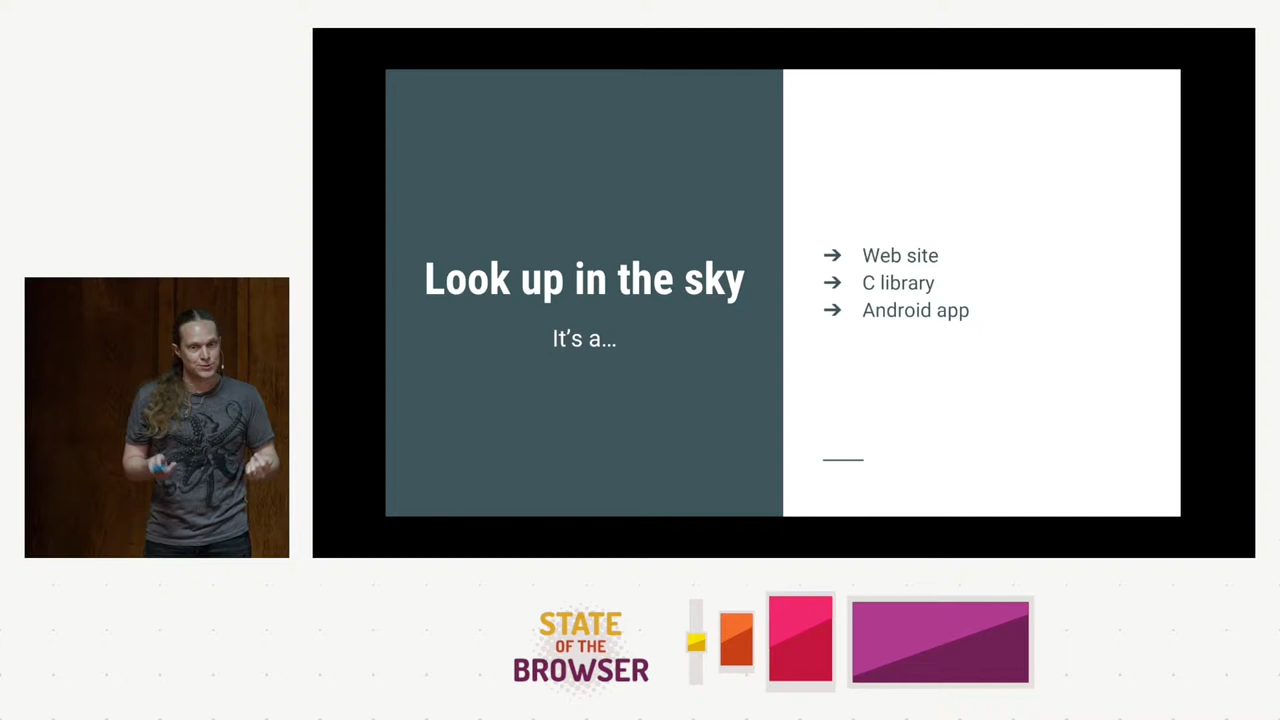 Look up in the sky
It’s a…
➔ Web site
➔ C library
➔ Android app
STATE
OF THE
BROWSER